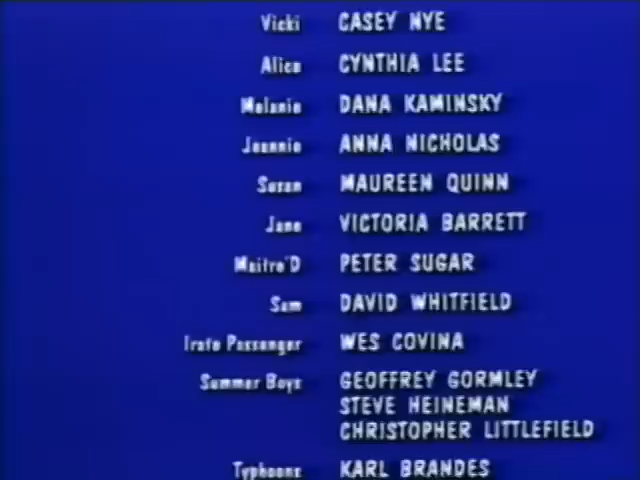 Vicki CASEY NYE
Alice CYNTHIA LEE
Melanie DANA KAMINSKY
Jeannie ANNA NICHOLAS
Susan MAUREEN QUINN
Jane VICTORIA BARRETT
Maitre'D PETER SUGAR
Sam DAVID WHITFIELD
Irate Passenger WES COVINA
Summer Boys GEOFFREY GORMLEY
STEVE HEINEMAN
CHRISTOPHER LITTLEFIELD
Typhoons KARL BRANDES